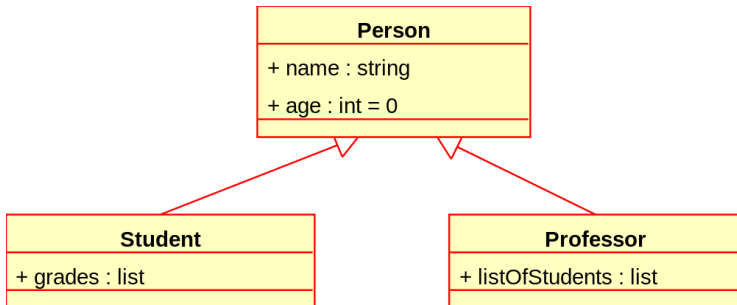 Person
+ name : string
+ age : int = 0
Student
+ grades : list
Professor
+ listOfStudents : list